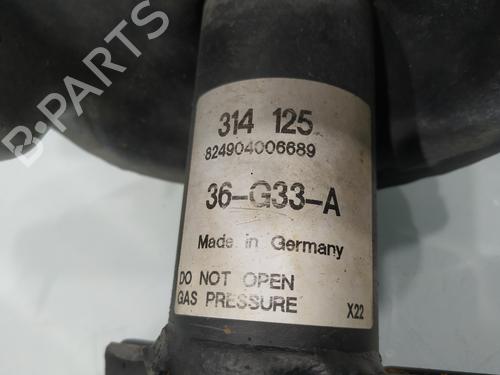 314 125
824904006689
36-G33-A
Made in Germany
DO NOT OPEN
GAS PRESSURE X22
B-PARTS